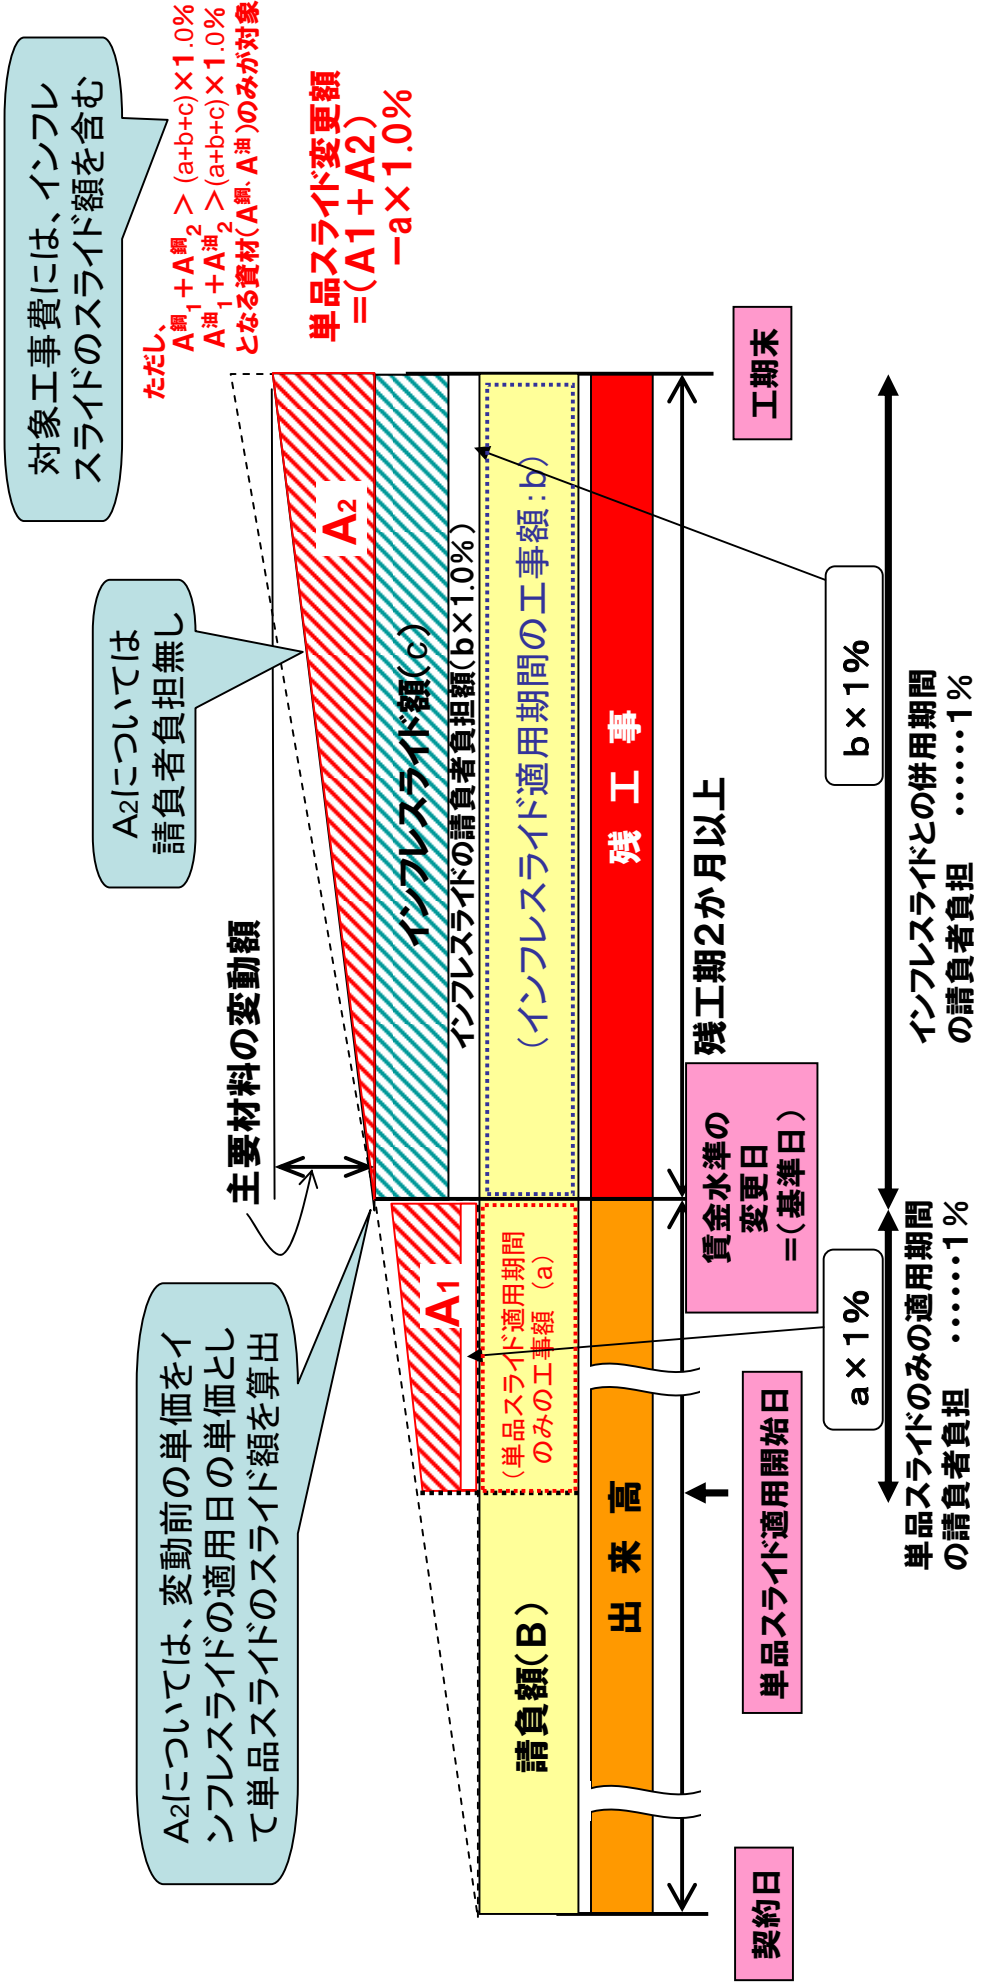 A2については、変動前の単価をイ
ンフレスライドの適用日の単価とし
て単品スライドのスライド額を算出
A2については
請負者負担無し
対象工事費には、インフレ
スライドのスライド額を含む
ただし、
A鋼1+A鋼2 > (a+b+c)×1.0%
A油1+A油2 >(a+b+c)×1.0%
となる資材(A鋼、A油)のみが対象
単品スライド変更額
=(A1+A2)
-a×1.0%
主要材料の変動額
A1
A2
インフレスライド額(c)
インフレスライドの請負者負担額(b×1.0%)
請負額(B)
(単品スライド適用期間
のみの工事額 (a)
(インフレスライド適用期間の工事額:b)
出 来 高
残 工 事
残工期2か月以上
契約日
単品スライド適用開始日
賃金水準の
変更日
=(基準日)
工期末
a×1%
b×1%
単品スライドのみの適用期間
の請負者負担 ・・・・・・1%
インフレスライドとの併用期間
の請負者負担 ・・・・・・・1%